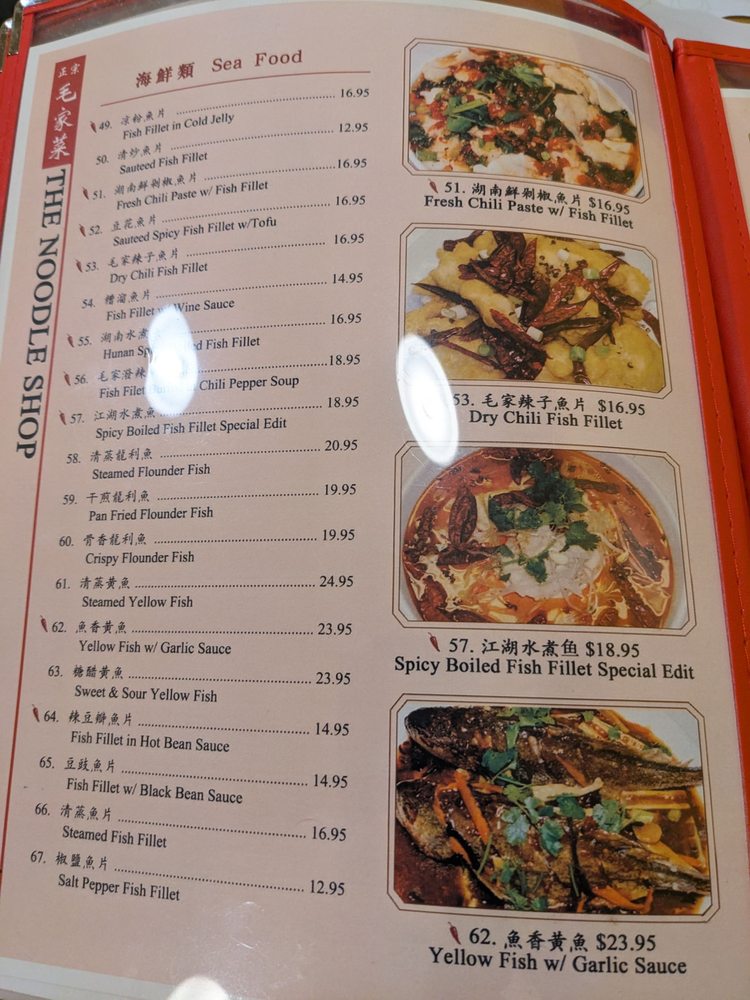 正宗
毛家菜
THE NOODLE SHOP
海鮮類 Sea Food
49. 凉粉魚片 16.95
Fish Fillet in Cold Jelly
50. 清炒魚片 12.95
Sauteed Fish Fillet
51. 湖南鮮剁椒魚片 16.95
Fresh Chili Paste w/ Fish Fillet
52. 豆花魚片 16.95
Sauteed Spicy Fish Fillet w/Tofu
53. 毛家辣子魚片 16.95
Dry Chili Fish Fillet
54. 糟溜魚片 14.95
Fish Fillet Wine Sauce
55. 湖南水煮 16.95
Hunan Fish Fillet
56. 毛家潑辣 18.95
Fish Filet Chili Pepper Soup
57. 江湖水煮魚 18.95
Spicy Boiled Fish Fillet Special Edit
58. 清蒸龍利魚 20.95
Steamed Flounder Fish
59. 干煎龍利魚 19.95
Pan Fried Flounder Fish
60. 骨香龍利魚 19.95
Crispy Flounder Fish
61. 清蒸黄魚 24.95
Steamed Yellow Fish
62. 魚香黄魚 23.95
Yellow Fish w/ Garlic Sauce
63. 糖醋黄魚 23.95
Sweet & Sour Yellow Fish
64. 辣豆瓣魚片 14.95
Fish Fillet in Hot Bean Sauce
65. 豆豉魚片 14.95
Fish Fillet w/ Black Bean Sauce
66. 清蒸魚片 16.95
Steamed Fish Fillet
67. 椒鹽魚片 12.95
Salt Pepper Fish Fillet
51. 湖南鮮剁椒魚片 $16.95
Fresh Chili Paste w/ Fish Fillet
53. 毛家辣子魚片 $16.95
Dry Chili Fish Fillet
57. 江湖水煮鱼 $18.95
Spicy Boiled Fish Fillet Special Edit
62. 魚香黄魚 $23.95
Yellow Fish w/ Garlic Sauce